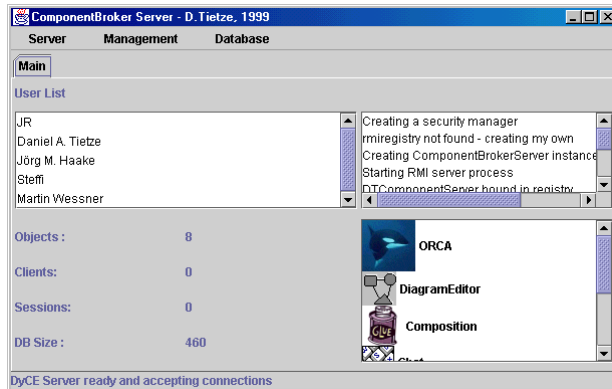 ComponentBroker Server - D.Tietze, 1999
Server Management Database
Main
User List
JR
Daniel A. Tietze
Jörg M. Haake
Steffi
Martin Wessner
Creating a security manager
rmiregistry not found - creating my own
Creating ComponentBrokerServer instance
Starting RMI server process
DTComponentServer bound in registry
Objects : 8
Clients: 0
Sessions: 0
DB Size : 460
ORCA
DiagramEditor
GLUE
Composition
Chat
DyCE Server ready and accepting connections